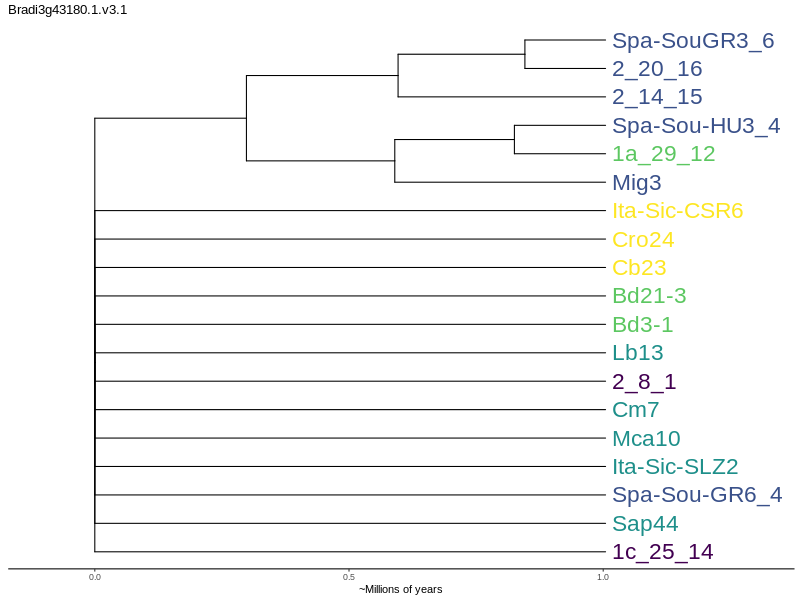 Bradi3g43180.1.v3.1
Spa-SouGR3_6
2_20_16
2_14_15
Spa-Sou-HU3_4
1a_29_12
Mig3
Ita-Sic-CSR6
Cro24
Cb23
Bd21-3
Bd3-1
Lb13
2_8_1
Cm7
Mca10
Ita-Sic-SLZ2
Spa-Sou-GR6_4
Sap44
1c_25_14
0.0 0.5 1.0
~Millions of years